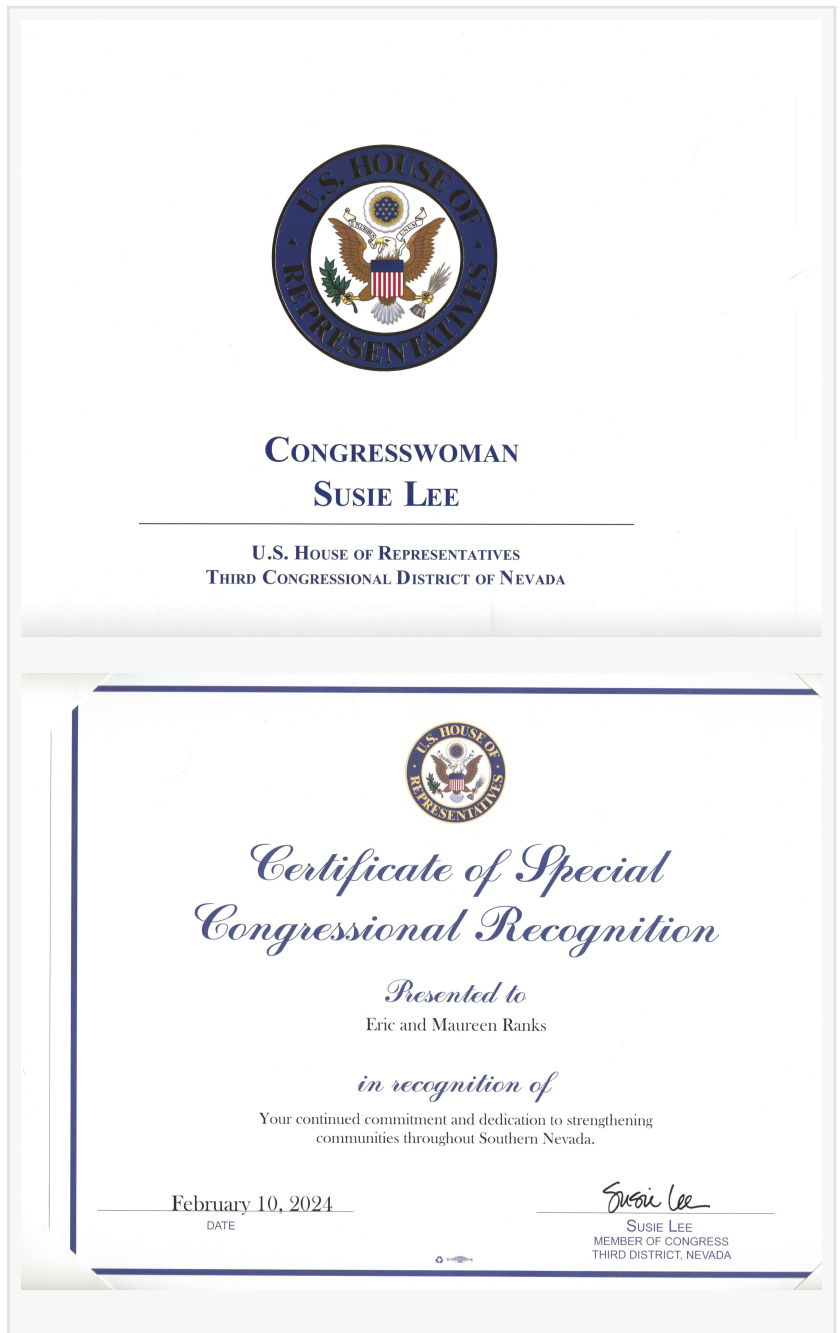 U.S. HOUSE OF
REPRESENTATIVES
CONGRESSWOMAN
SUSIE LEE
U.S. HOUSE OF REPRESENTATIVES
THIRD CONGRESSIONAL DISTRICT OF NEVADA
U.S. HOUSE OF
REPRESENTATIVES
Certificate of Special
Congressional Recognition
Presented to
Eric and Maureen Ranks
in recognition of
Your continued commitment and dedication to strengthening
communities throughout Southern Nevada.
February 10, 2024
DATE
Susie Lee
SUSIE LEE
MEMBER OF CONGRESS
THIRD DISTRICT, NEVADA